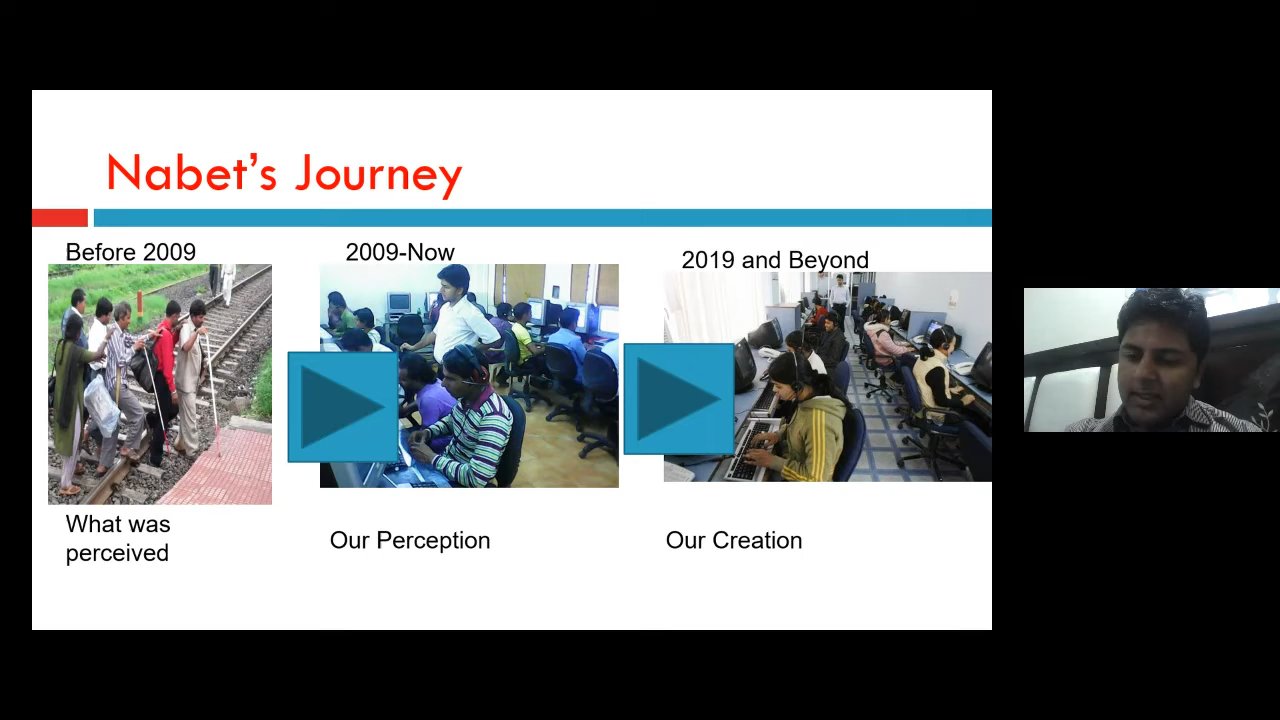 Nabet's Journey
Before 2009
2009-Now
2019 and Beyond
What was
perceived
Our Perception
Our Creation